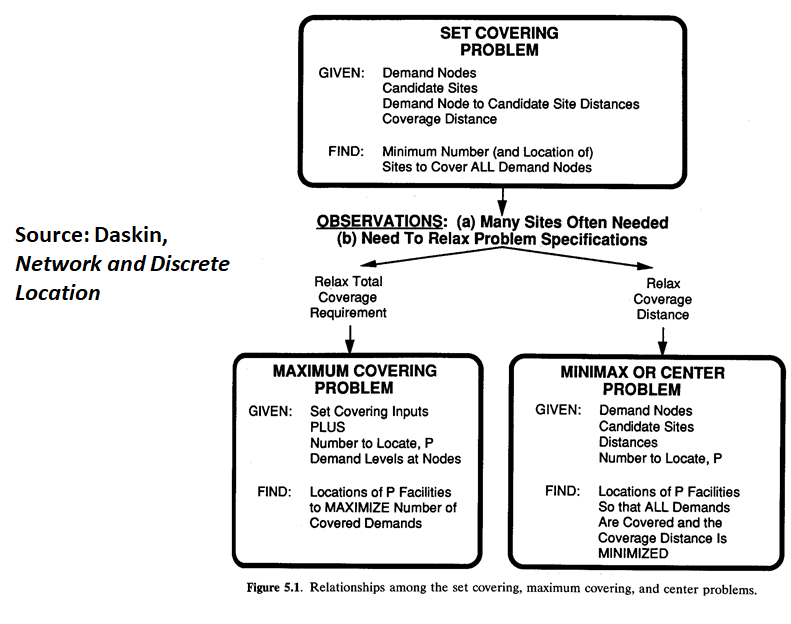 SET COVERING
PROBLEM
GIVEN: Demand Nodes
Candidate Sites
Demand Node to Candidate Site Distances
Coverage Distance
FIND: Minimum Number (and Location of)
Sites to Cover ALL Demand Nodes
OBSERVATIONS: (a) Many Sites Often Needed
(b) Need To Relax Problem Specifications
Source: Daskin,
Network and Discrete
Location
Relax Total
Coverage
Requirement
Relax
Coverage
Distance
MAXIMUM COVERING
PROBLEM
GIVEN: Set Covering Inputs
PLUS
Number to Locate, P
Demand Levels at Nodes
FIND: Locations of P Facilities
to MAXIMIZE Number of
Covered Demands
MINIMAX OR CENTER
PROBLEM
GIVEN: Demand Nodes
Candidate Sites
Distances
Number to Locate, P
FIND: Locations of P Facilities
So that ALL Demands
Are Covered and the
Coverage Distance Is
MINIMIZED
Figure 5.1. Relationships among the set covering, maximum covering, and center problems.